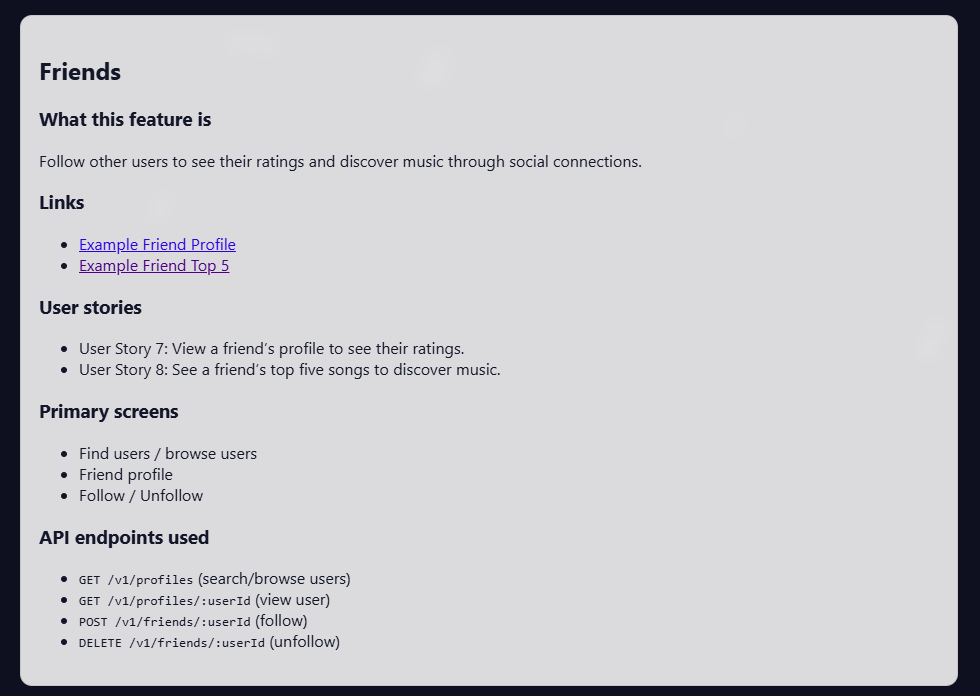 Friends
What this feature is
Follow other users to see their ratings and discover music through social connections.
Links
Example Friend Profile
Example Friend Top 5
User stories
User Story 7: View a friend’s profile to see their ratings.
User Story 8: See a friend’s top five songs to discover music.
Primary screens
Find users / browse users
Friend profile
Follow / Unfollow
API endpoints used
GET /v1/profiles (search/browse users)
GET /v1/profiles/:userId (view user)
POST /v1/friends/:userId (follow)
DELETE /v1/friends/:userId (unfollow)